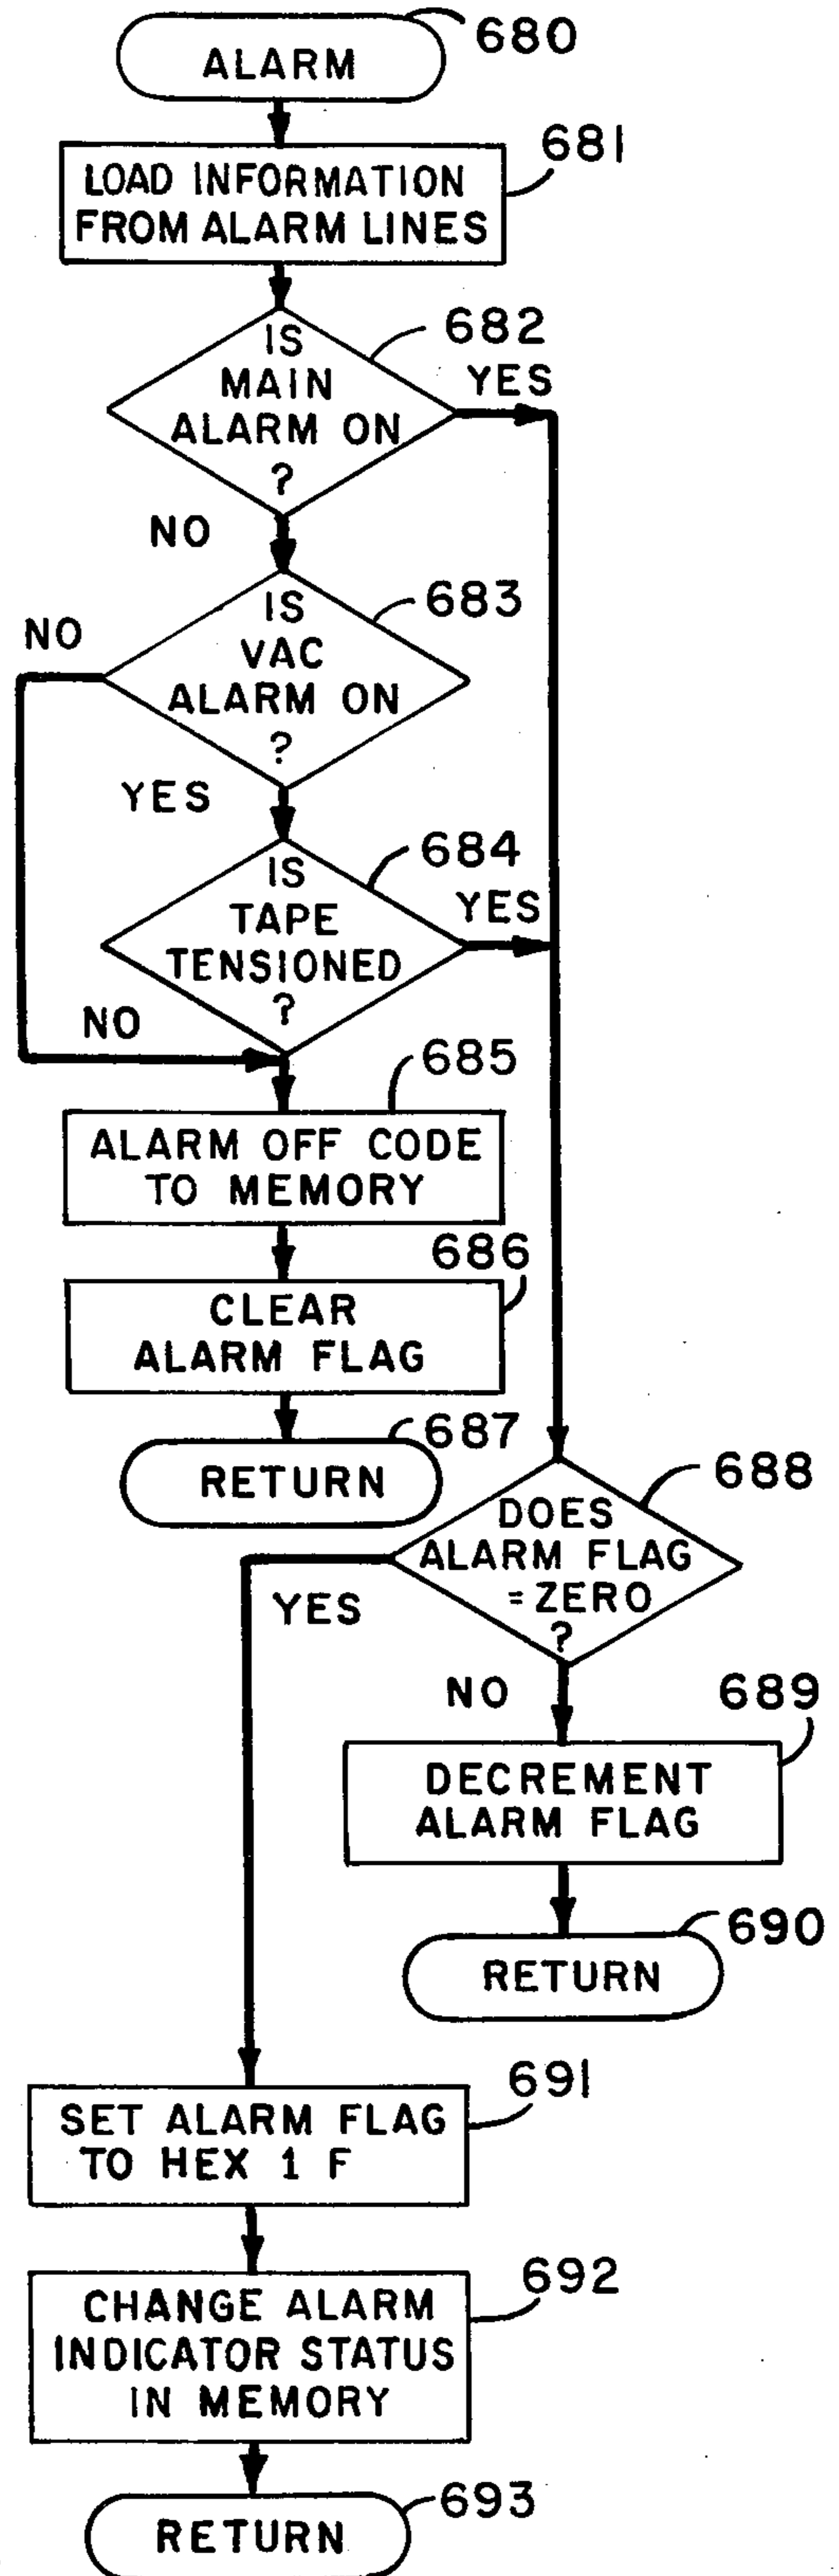 680
ALARM
681
LOAD INFORMATION
FROM ALARM LINES
682
IS
MAIN
ALARM ON
?
YES
NO
683
IS
VAC
ALARM ON
?
NO
YES
684
IS
TAPE
TENSIONED
?
YES
NO
685
ALARM OFF CODE
TO MEMORY
686
CLEAR
ALARM FLAG
687
RETURN
688
DOES
ALARM FLAG
=ZERO
?
YES
NO
689
DECREMENT
ALARM FLAG
690
RETURN
691
SET ALARM FLAG
TO HEX 1 F
692
CHANGE ALARM
INDICATOR STATUS
IN MEMORY
693
RETURN